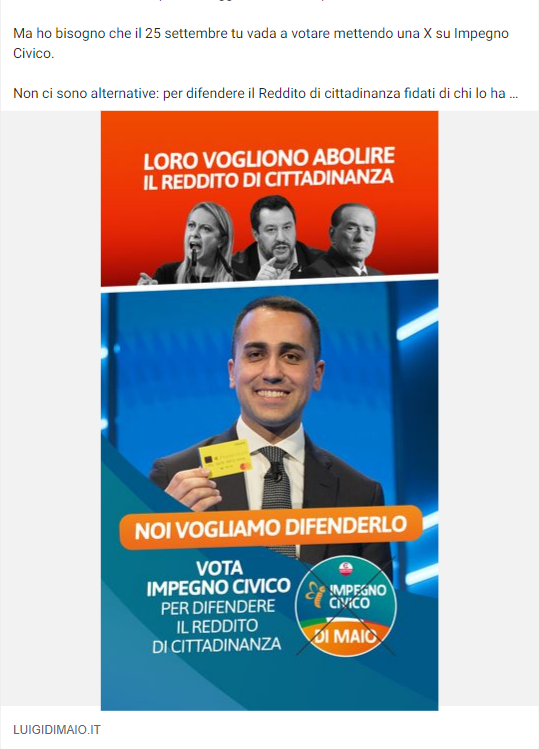 Ma ho bisogno che il 25 settembre tu vada a votare mettendo una X su Impegno
Civico.
Non ci sono alternative: per difendere il Reddito di cittadinanza fidati di chi lo ha ...
LORO VOGLIONO ABOLIRE
IL REDDITO DI CITTADINANZA
NOI VOGLIAMO DIFENDERLO
VOTA
IMPEGNO CIVICO
PER DIFENDERE
IL REDDITO
DI CITTADINANZA
IMPEGNO
CIVICO
DI MAIO
LUIGIDIMAIO.IT